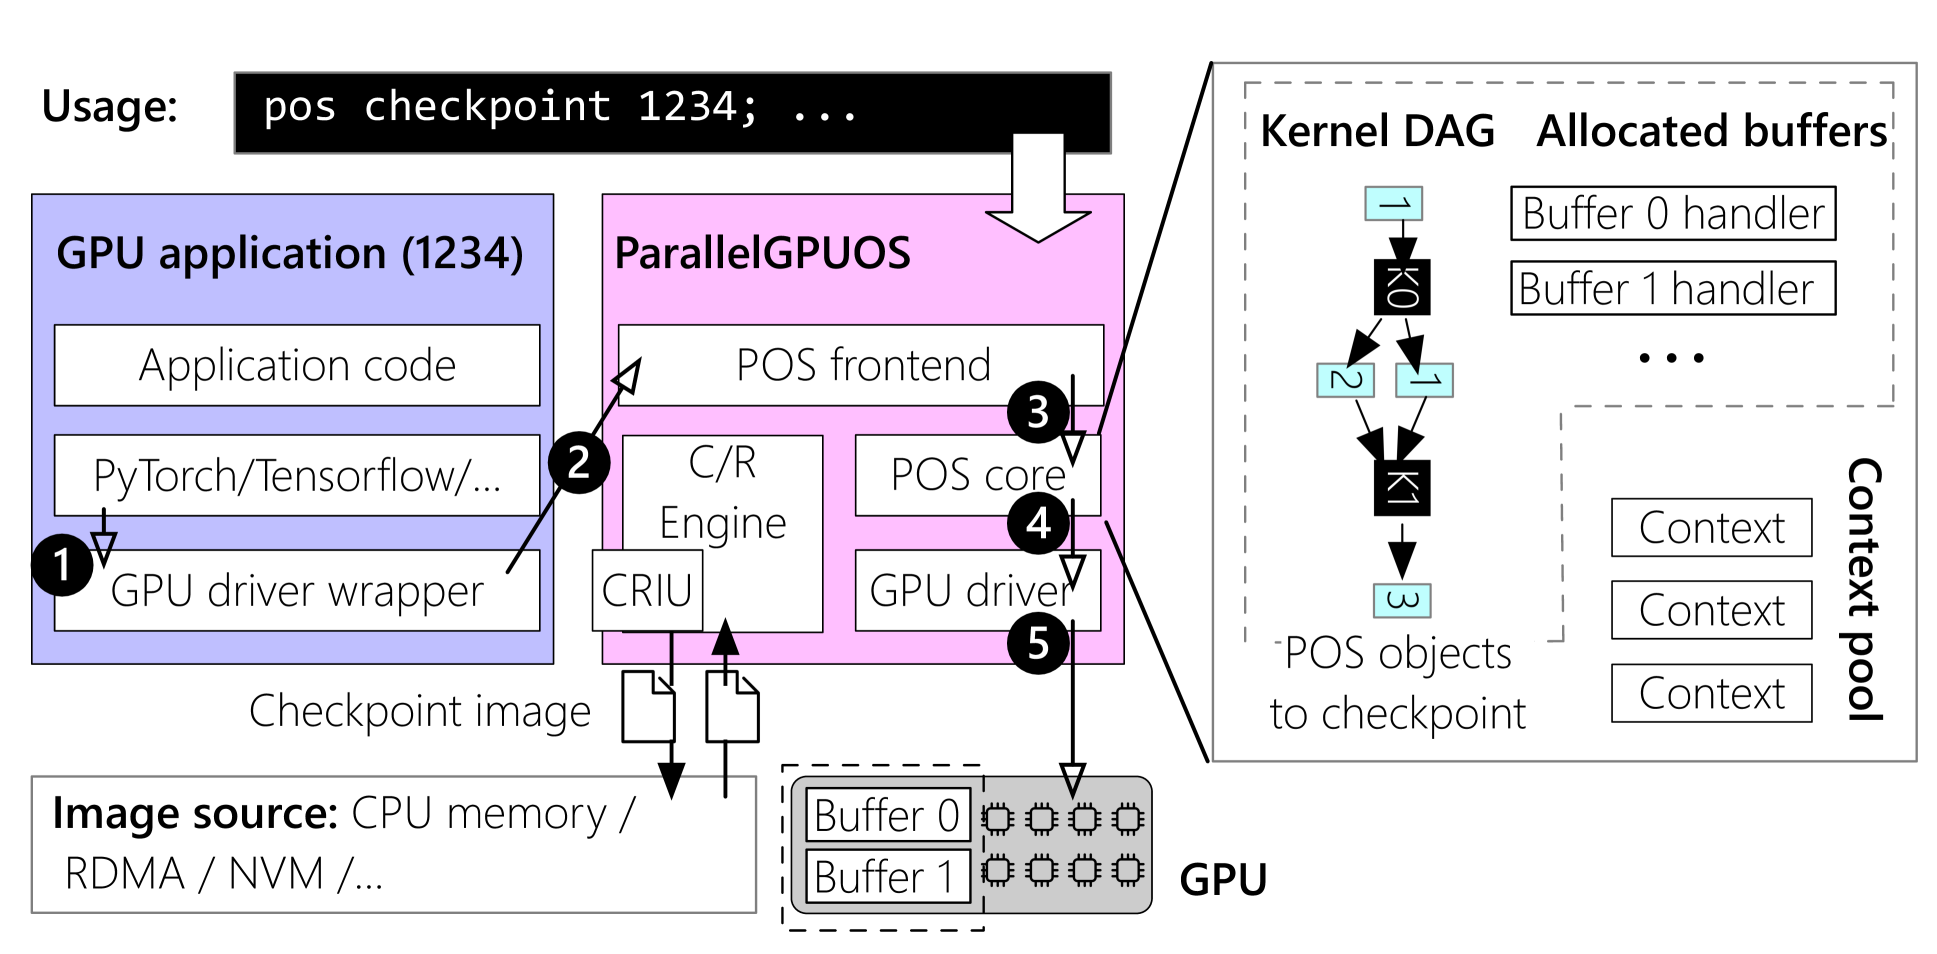 Usage:
pos checkpoint 1234; ...
GPU application (1234)
Application code
PyTorch/Tensorflow/...
1
GPU driver wrapper
2
ParallelGPUOS
POS frontend
3
C/R
Engine
CRIU
POS core
4
GPU driver
5
Checkpoint image
Image source: CPU memory /
RDMA / NVM /...
Buffer 0
Buffer 1
GPU
Kernel DAG
1
K0
2
1
K1
3
Allocated buffers
Buffer 0 handler
Buffer 1 handler
...
POS objects
to checkpoint
Context
Context
Context
Context pool